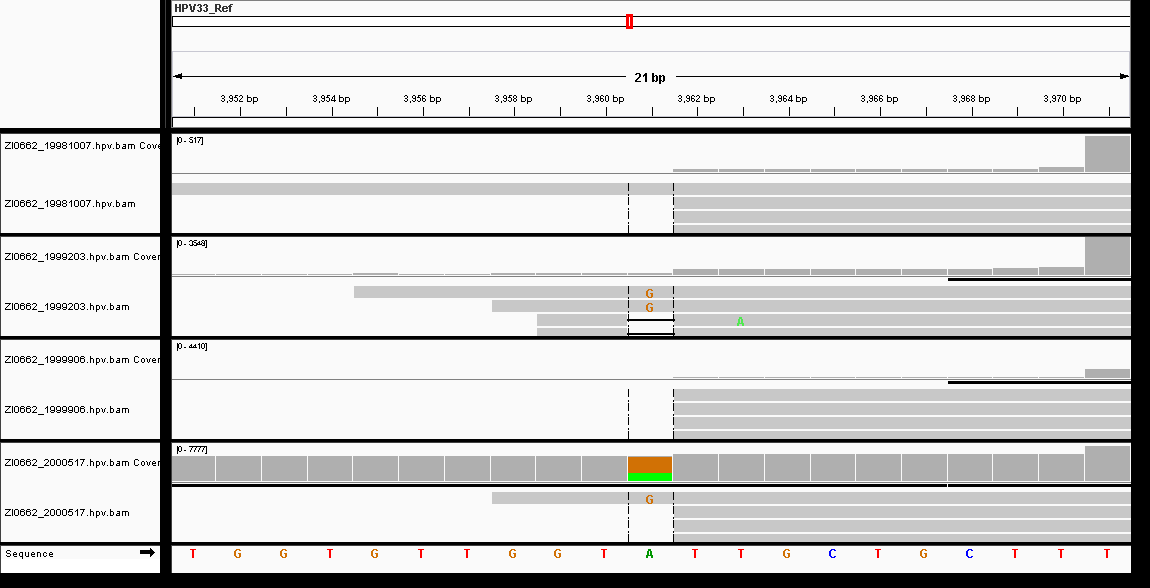 HPV33_Ref
21 bp
3,952 bp 3,954 bp 3,956 bp 3,958 bp 3,960 bp 3,962 bp 3,964 bp 3,966 bp 3,968 bp 3,970 bp
ZI0662_19981007.hpv.bam Cove
[0 - 517]
ZI0662_19981007.hpv.bam
ZI0662_1999203.hpv.bam Cover
[0 - 3548]
ZI0662_1999203.hpv.bam
G
G
A
ZI0662_1999906.hpv.bam Cover
[0 - 4410]
ZI0662_1999906.hpv.bam
ZI0662_2000517.hpv.bam Cover
[0 - 7777]
ZI0662_2000517.hpv.bam
G
Sequence T G G T G T T G G T A T T G C T G C T T T